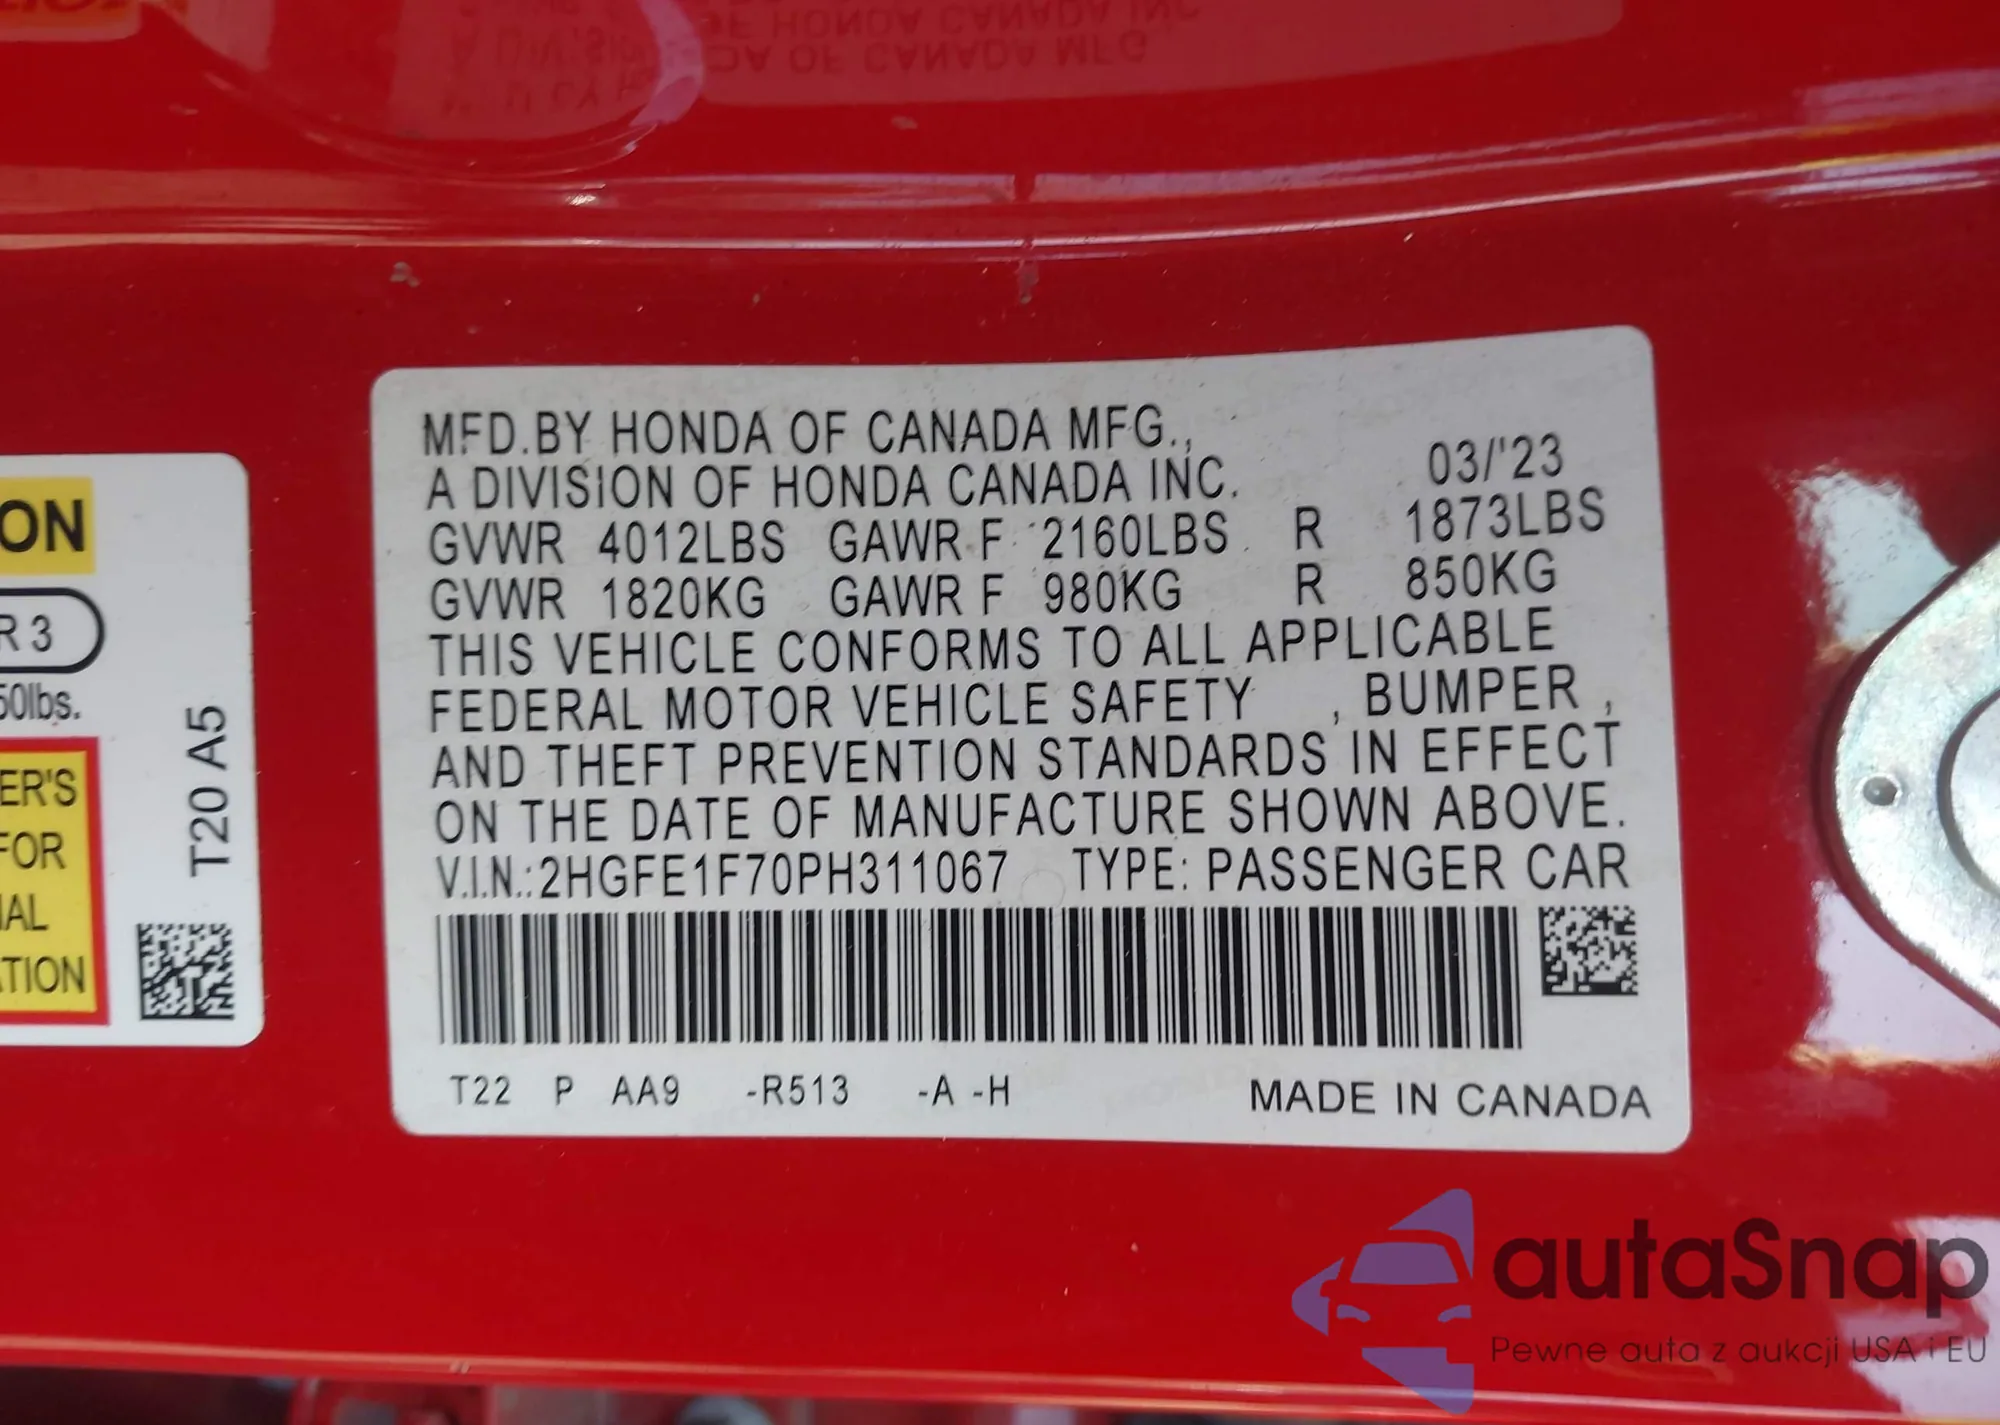 MFD.BY HONDA OF CANADA MFG.,
A DIVISION OF HONDA CANADA INC. 03/'23
GVWR 4012LBS GAWR F 2160LBS R 1873LBS
GVWR 1820KG GAWR F 980KG R 850KG
THIS VEHICLE CONFORMS TO ALL APPLICABLE
FEDERAL MOTOR VEHICLE SAFETY , BUMPER ,
AND THEFT PREVENTION STANDARDS IN EFFECT
ON THE DATE OF MANUFACTURE SHOWN ABOVE.
V.I.N.:2HGFE1F70PH311067 TYPE: PASSENGER CAR
T22 P AA9 -R513 -A -H MADE IN CANADA
ON
R 3
50lbs.
ER'S
FOR
IAL
TION
T20 A5
autoSnap
Pewne auta z aukcji USA i EU